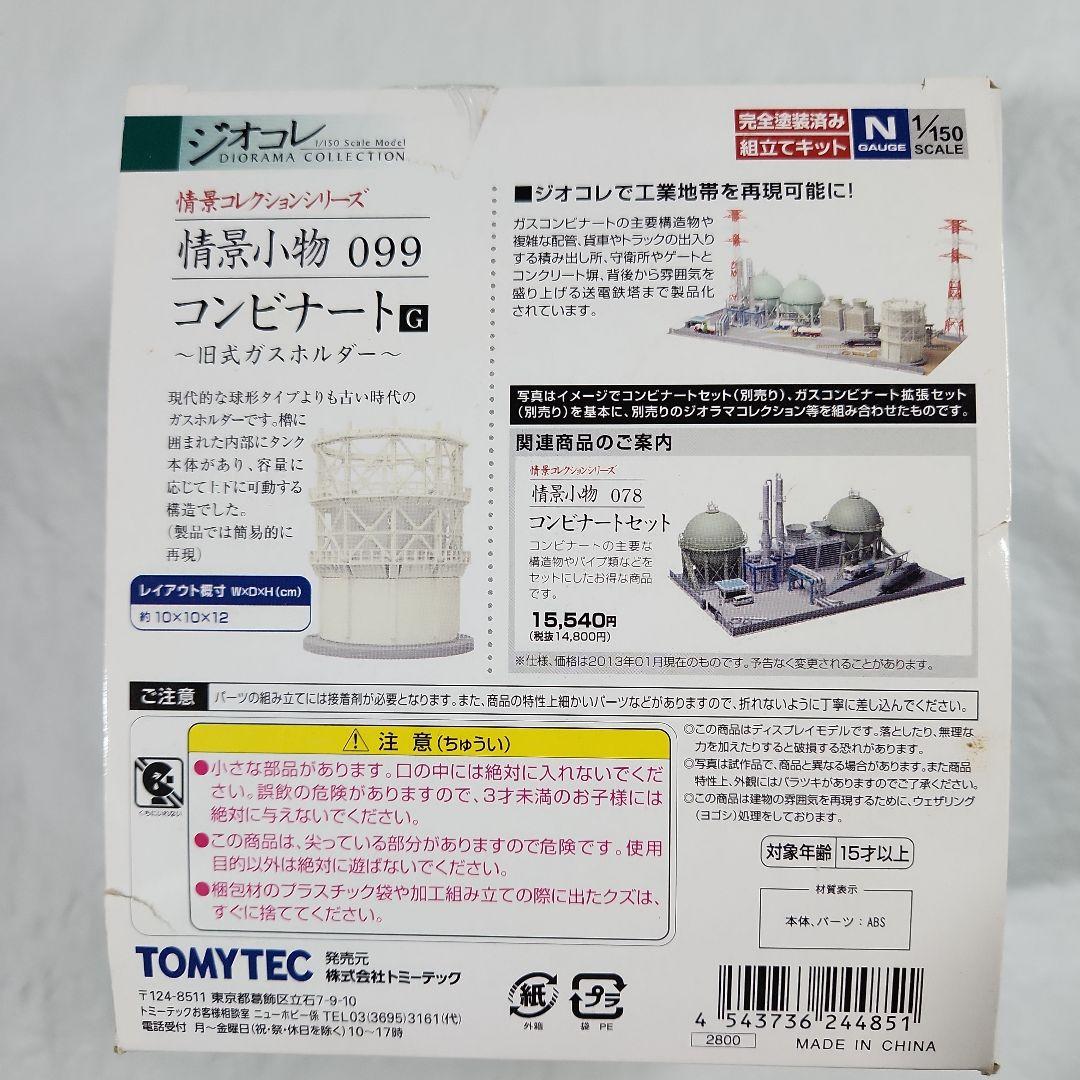 ジオコレ
1/150 Scale Model
DIORAMA COLLECTION
完全塗装済み
組立てキット
N
GAUGE
1/150
SCALE
情景コレクションシリーズ
情景小物 099
コンビナートG
～旧式ガスホルダー～
現代的な球形タイプよりも古い時代の
ガスホルダーです。櫓に
囲まれた内部にタンク
本体があり、容量に
応じて上下に可動する
構造でした。
(製品では簡易的に
再現)
レイアウト概寸 W×D×H(cm)
約10×10×12
■ジオコレで工業地帯を再現可能に!
ガスコンビナートの主要構造物や
複雑な配管、貨車やトラックの出入り
する積み出し所、守衛所やゲートと
コンクリート塀、背後から雰囲気を
盛り上げる送電鉄塔まで製品化
されています。
写真はイメージでコンビナートセット(別売り)、ガスコンビナート拡張セット
(別売り)を基本に、別売りのジオラマコレクション等を組み合わせたものです。
関連商品のご案内
情景コレクションシリーズ
情景小物 078
コンビナートセット
コンビナートの主要な
構造物やパイプ類などを
セットにしたお得な商品
です。
15,540円
(税抜14,800円)
※仕様、価格は2013年01月現在のものです。予告なく変更されることがあります。
ご注意
パーツの組み立てには接着剤が必要となります。また、商品の特性上細かいパーツなどがありますので、折れないように丁寧に差し込んでください。
くちにいれない
注意(ちゅうい)
●小さな部品があります。口の中には絶対に入れないでくだ
さい。誤飲の危険がありますので、3才未満のお子様には
絶対に与えないでください。
●この商品は、尖っている部分がありますので危険です。使用
目的以外は絶対に遊ばないでください。
●梱包材のプラスチック袋や加工組み立ての際に出たクズは、
すぐに捨ててください。
◎この商品はディスプレイモデルです。落としたり、無理な
力を加えたりすると破損する恐れがあります。
◎写真は試作品で、商品と異なる場合があります。また商品
特性上、外観にはバラツキがありますのでご了承ください。
◎この商品は建物の雰囲気を再現するために、ウェザリング
(ヨゴシ)処理をしております。
対象年齢 15才以上
材質表示
本体、パーツ：ABS
TOMYTEC
発売元
株式会社トミーテック
〒124-8511 東京都葛飾区立石7-9-10
トミーテックお客様相談室 ニューホビー係 TEL03(3695)3161(代)
電話受付 月～金曜日(祝・祭・休日を除く)10～17時
紙
外箱
プラ
袋 PE
4 543736 244851
2800
MADE IN CHINA